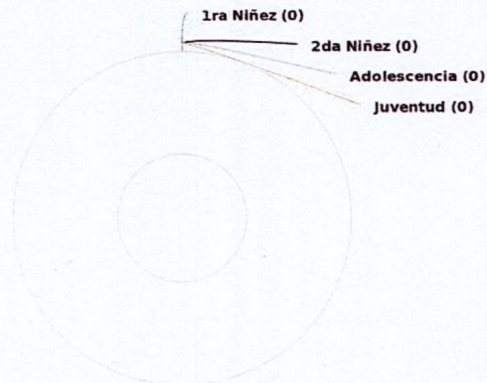 1ra Niñez (0)
2da Niñez (0)
Adolescencia (0)
Juventud (0)